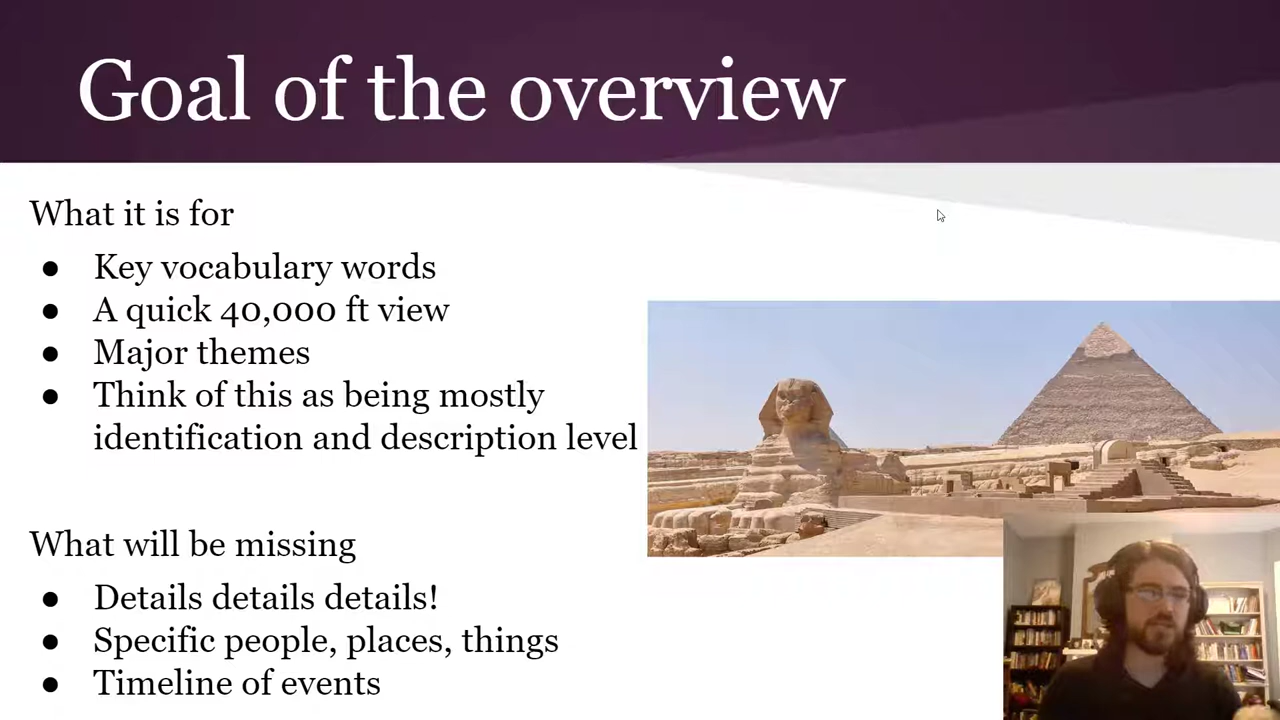 Goal of the overview
What it is for
● Key vocabulary words
● A quick 40,000 ft view
● Major themes
● Think of this as being mostly
identification and description level
What will be missing
● Details details details!
● Specific people, places, things
● Timeline of events